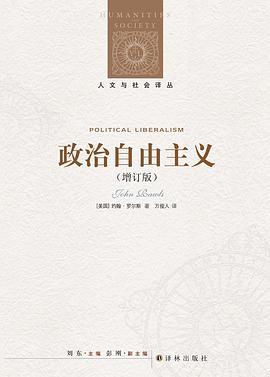 HUMANITIES
AND
SOCIETY
人文与社会译丛
POLITICAL LIBERALISM
政治自由主义
（增订版）
John Rawls
[美国] 约翰·罗尔斯 著 万俊人 译
刘东·主编 彭刚·副主编
译林出版社